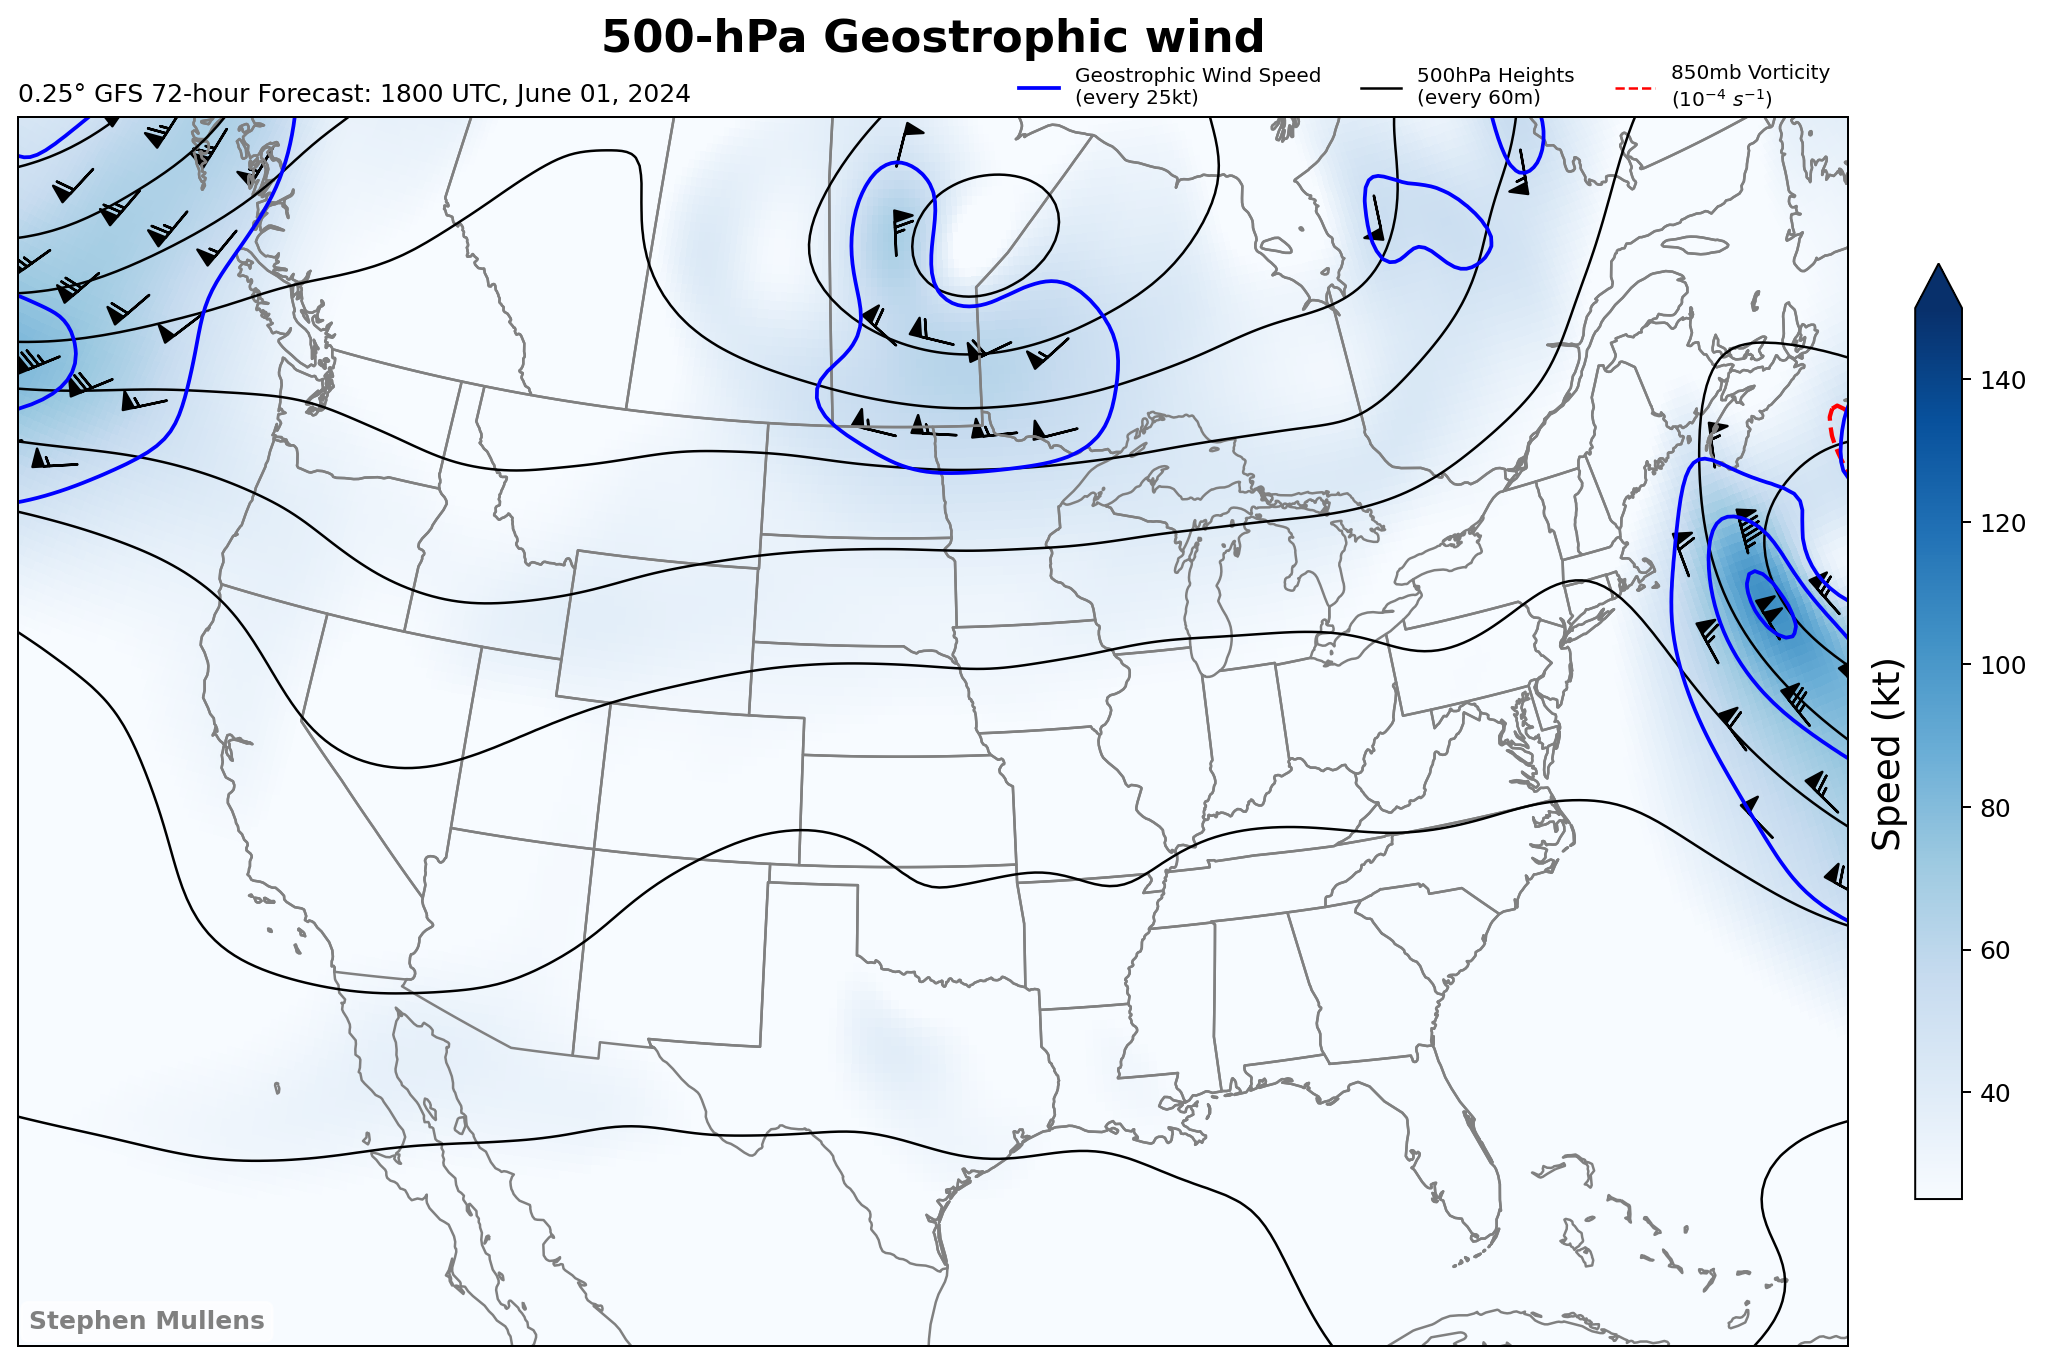 500-hPa Geostrophic wind
0.25° GFS 72-hour Forecast: 1800 UTC, June 01, 2024
Geostrophic Wind Speed
(every 25kt)
500hPa Heights
(every 60m)
850mb Vorticity
(10⁻⁴ s⁻¹)
140
120
100
80
60
40
Speed (kt)
Stephen Mullens